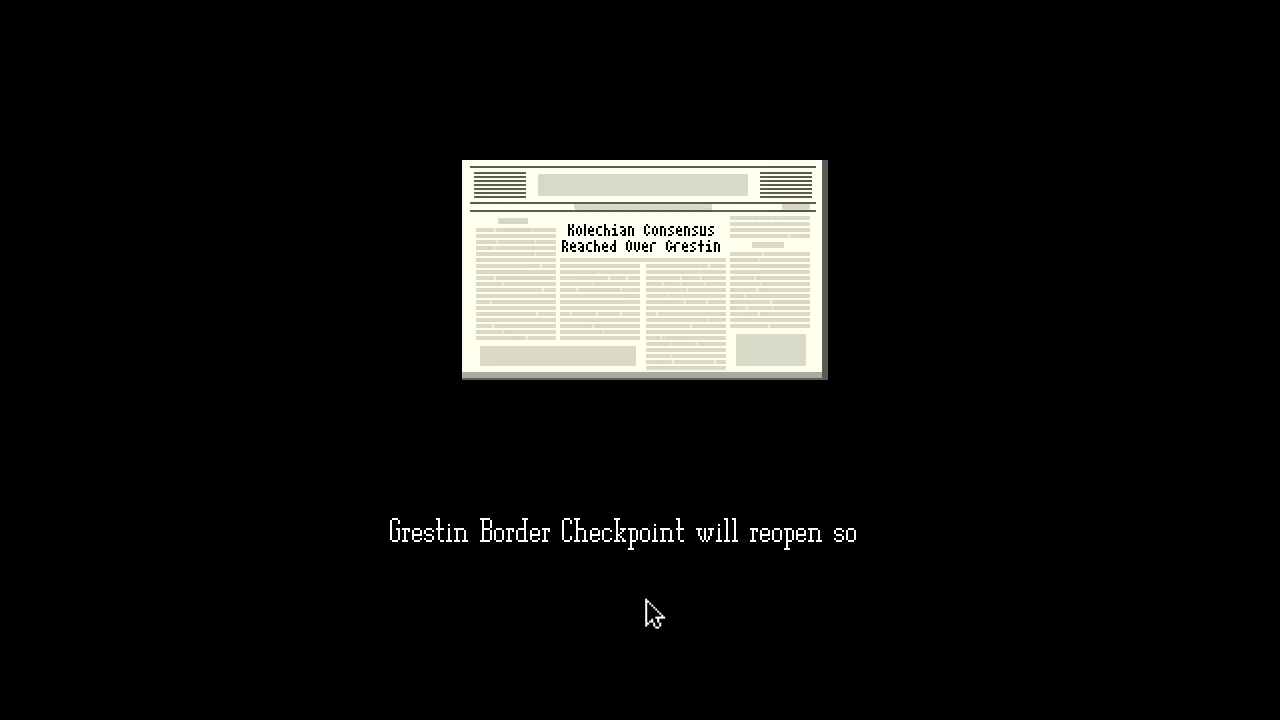 Kolechian Consensus
Reached Over Grestin
Grestin Border Checkpoint will reopen so